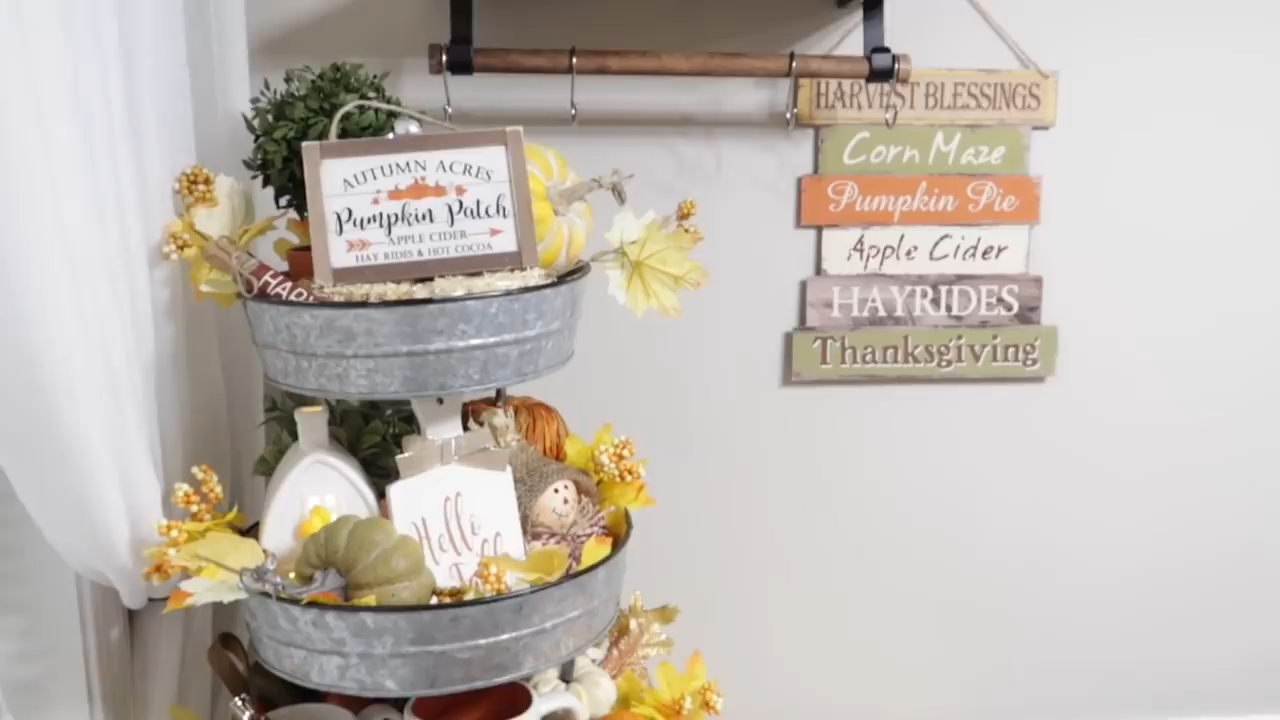 AUTUMN ACRES
Pumpkin Patch
APPLE CIDER
HAY RIDES & HOT COCOA
Hello
HARVEST BLESSINGS
Corn Maze
Pumpkin Pie
Apple Cider
HAYRIDES
Thanksgiving